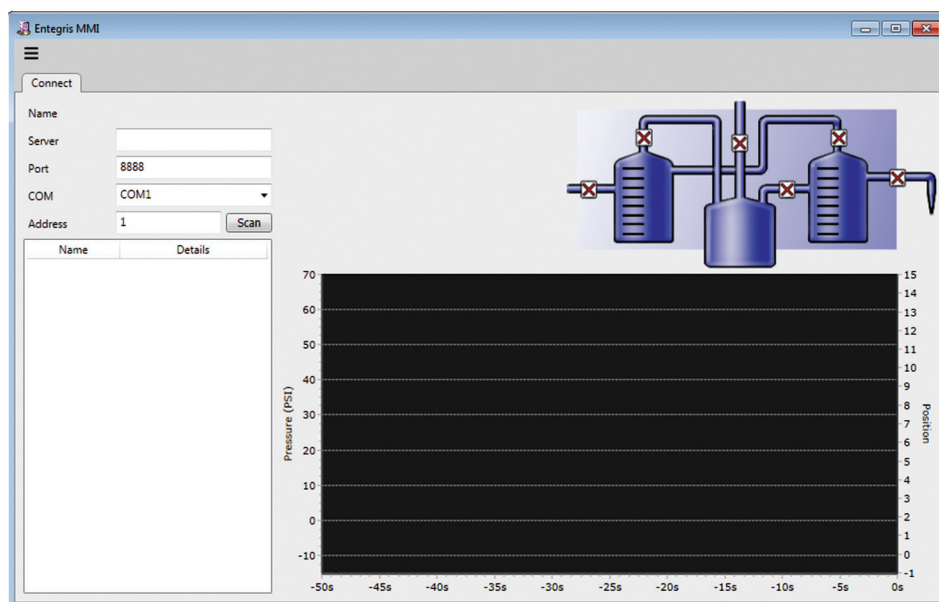 Entegris MMI
Connect
Name
Server
Port 8888
COM COM1
Address 1 Scan
Name Details
Pressure (PSI)
70
60
50
40
30
20
10
0
-10
15
14
13
12
11
10
9
8
7
6
5
4
3
2
1
0
-1
Position
-50s -45s -40s -35s -30s -25s -20s -15s -10s -5s 0s